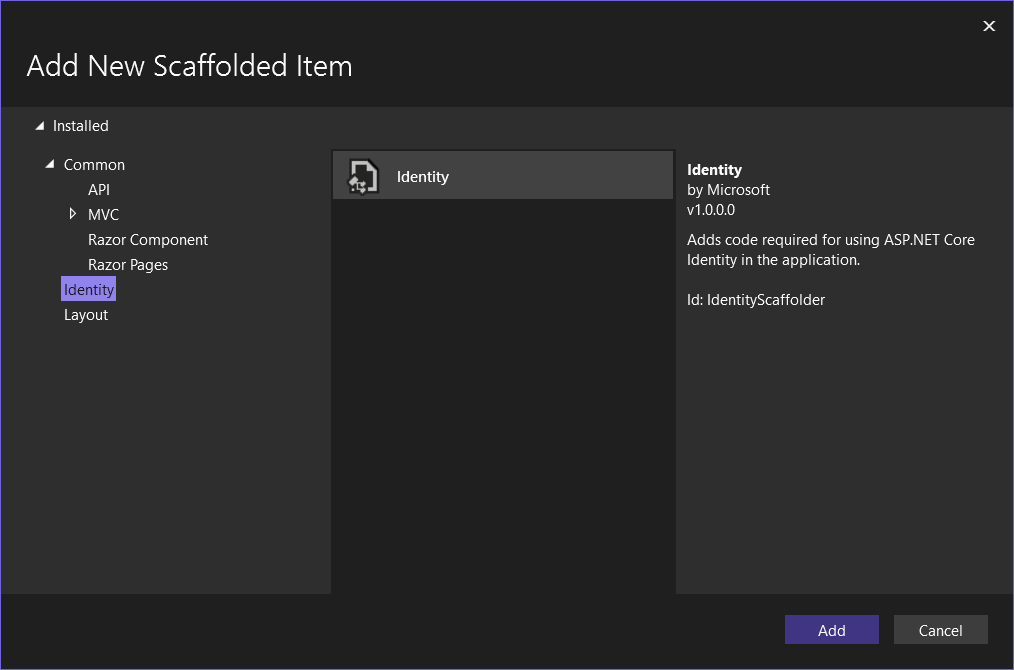 Add New Scaffolded Item
Installed
Common
API
MVC
Razor Component
Razor Pages
Identity
Layout
Identity
Identity
by Microsoft
v1.0.0.0
Adds code required for using ASP.NET Core
Identity in the application.
Id: IdentityScaffolder
Add
Cancel